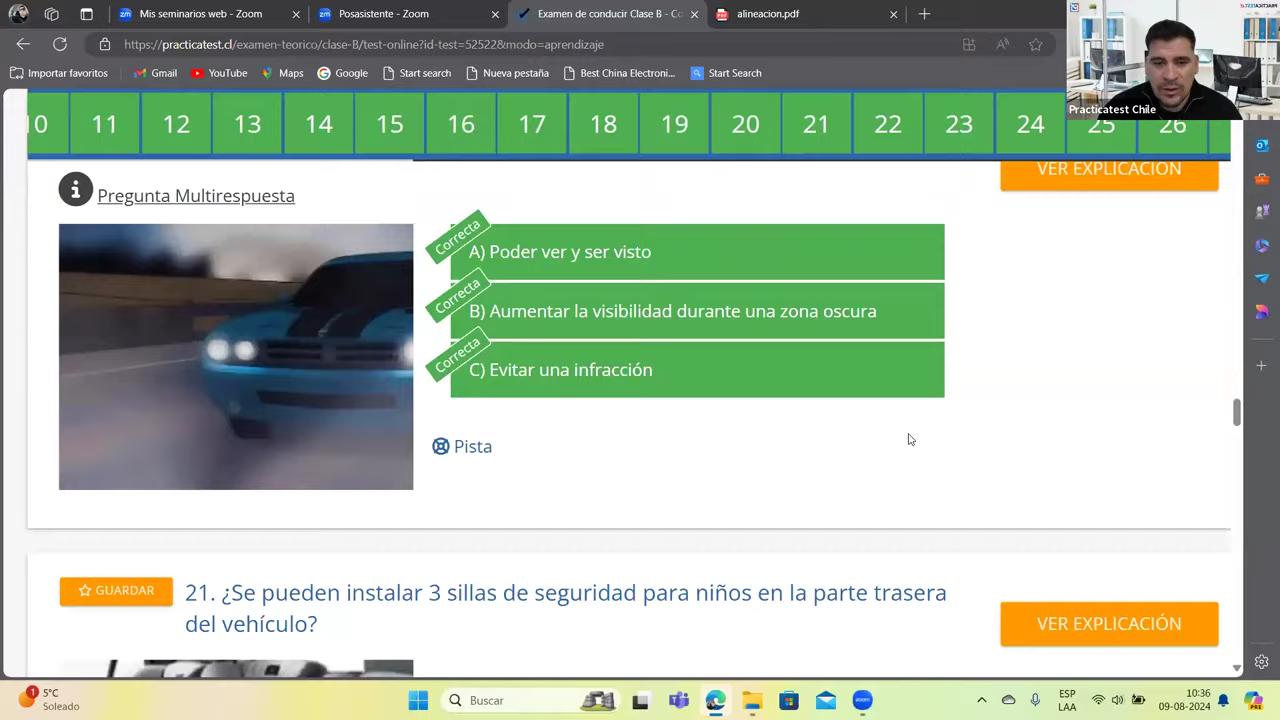 Mis seminarios web - Zoom
Posasistente - Zoom
Examen de conducir Clase B - Co
alineacion.pdf
https://practicatest.cl/examen-teorico/clase-B/test-online?id-test=525228&modo=aprendizaje
Importar favoritos
Gmail
YouTube
Maps
Google
Start search
Nueva pestaña
Best China Electroni...
Start Search
Practicatest Chile
10 11 12 13 14 15 16 17 18 19 20 21 22 23 24 25 26
VER EXPLICACIÓN
Pregunta Multirespuesta
Correcta
A) Poder ver y ser visto
Correcta
B) Aumentar la visibilidad durante una zona oscura
Correcta
C) Evitar una infracción
Pista
GUARDAR
21. ¿Se pueden instalar 3 sillas de seguridad para niños en la parte trasera
del vehículo?
VER EXPLICACIÓN
1
5°C
Soleado
Buscar
ESP
LAA
10:36
09-08-2024
PRE